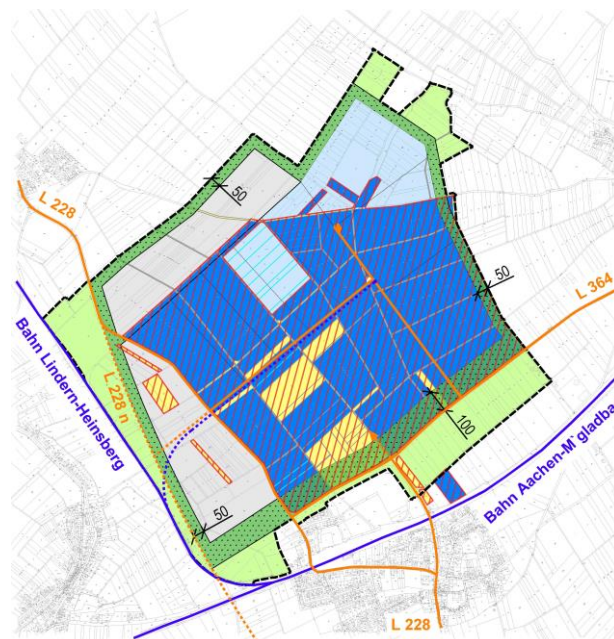 50
L 228
50
L 364
Bahn Lindern-Heinsberg
L 228 n
100
Bahn Aachen-M' gladba
50
L 228